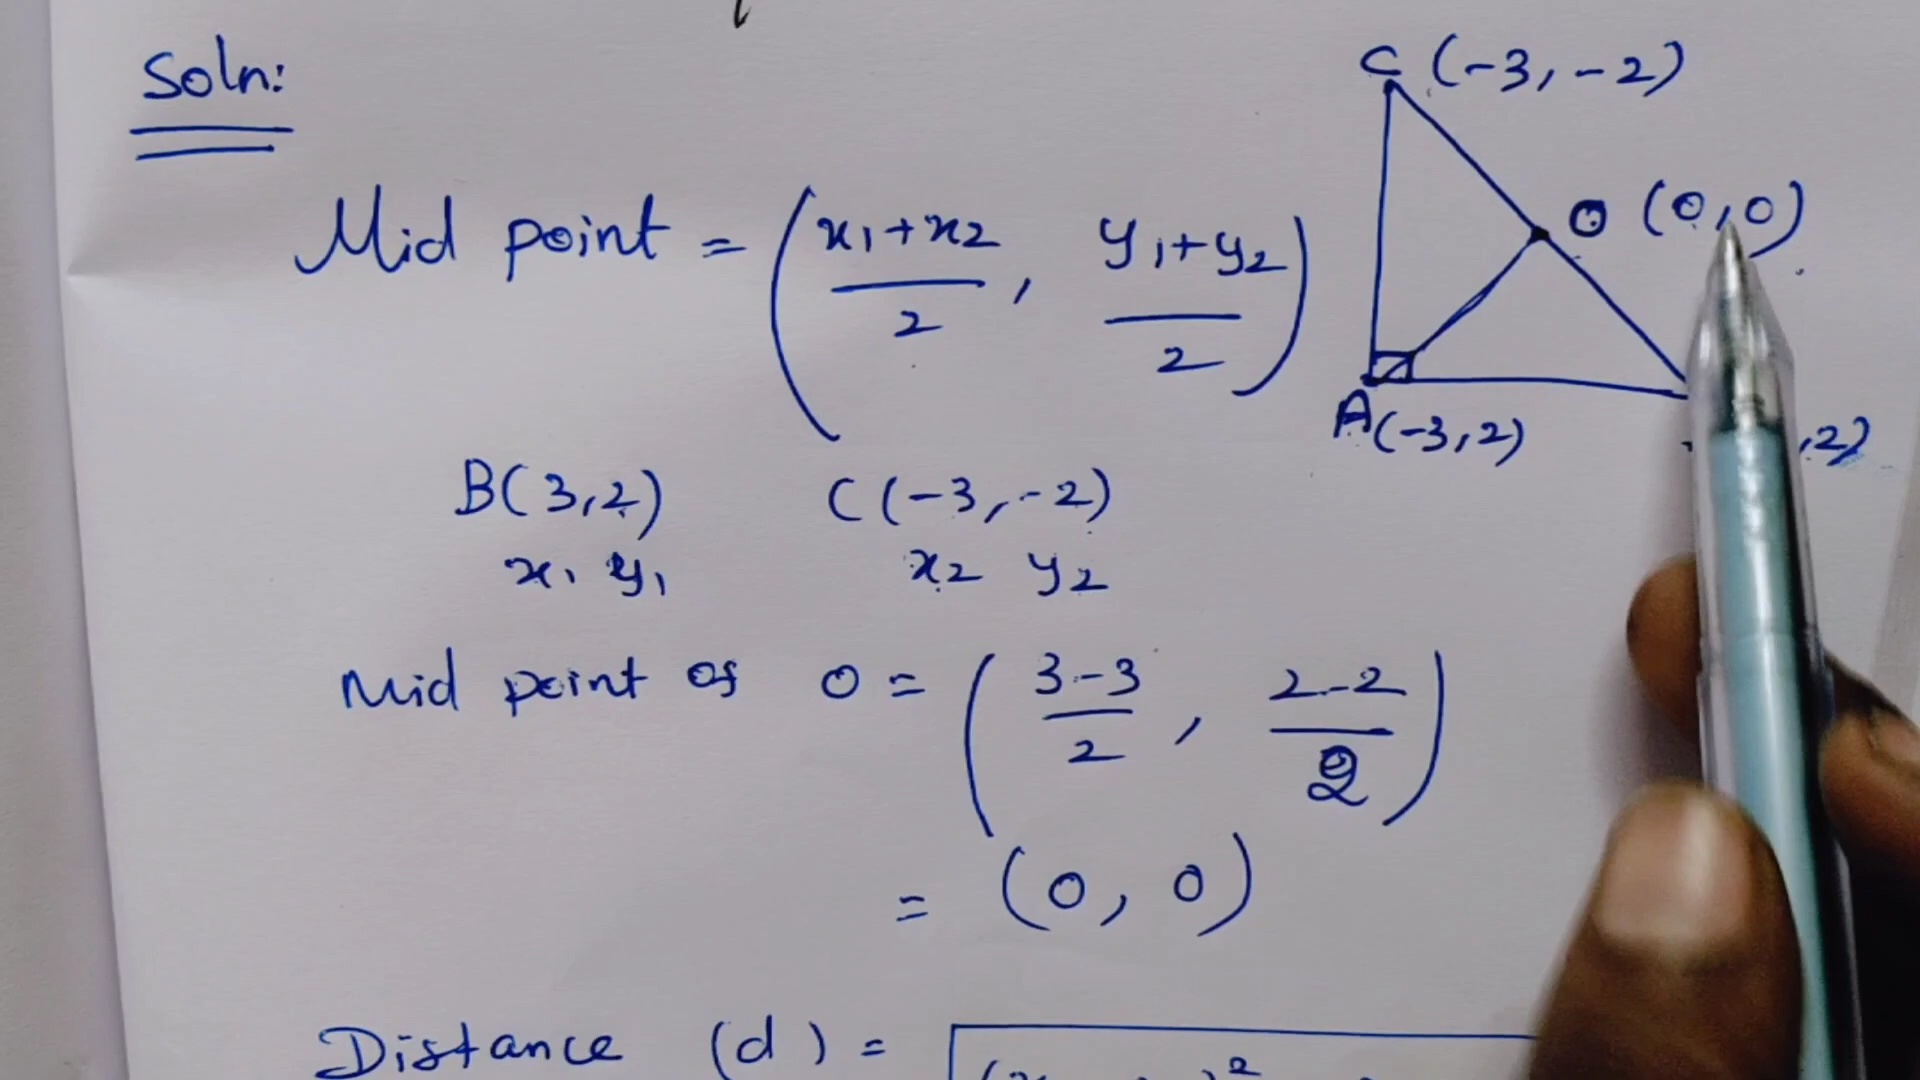 Soln:
C (-3, -2)
O (0,0)
Mid point = ( x1+x2 / 2 , y1+y2 / 2 )
A(-3,2)
,2)
B(3,2) C(-3,-2)
x1 y1 x2 y2
Mid point of O = ( 3-3 / 2 , 2-2 / 2 )
= (0, 0)
Distance (d) =